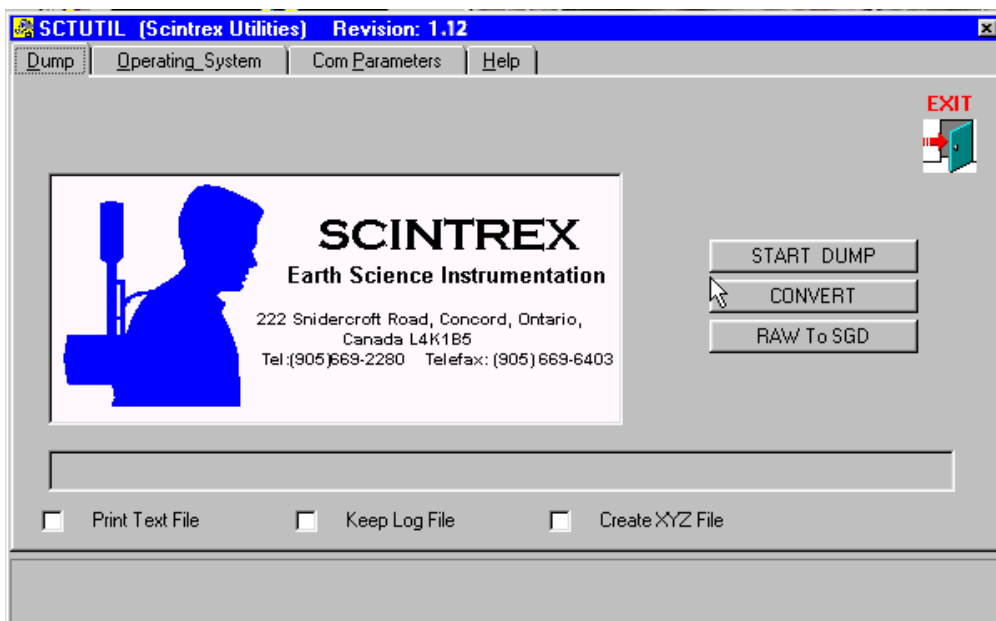 SCTUTIL (Scintrex Utilities) Revision: 1.12
Dump Operating_System Com Parameters Help
EXIT
SCINTREX
Earth Science Instrumentation
222 Snidercroft Road, Concord, Ontario,
Canada L4K1B5
Tel:(905)669-2280 Telefax: (905) 669-6403
START DUMP
CONVERT
RAW To SGD
Print Text File Keep Log File Create XYZ File